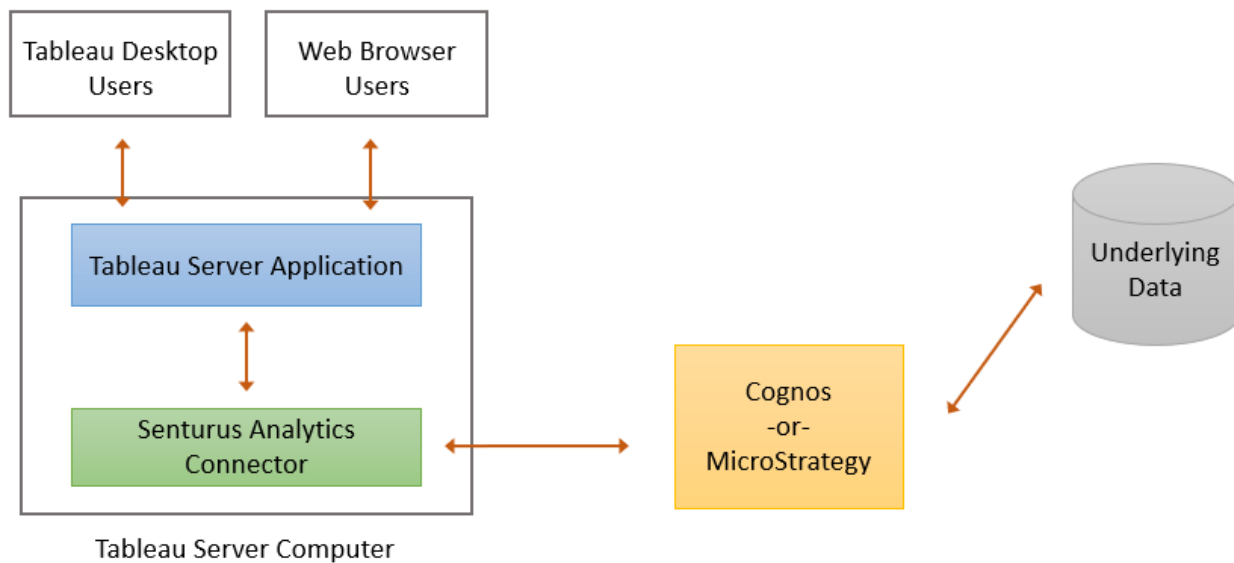 Tableau Desktop
Users
Web Browser
Users
Tableau Server Application
Underlying
Data
Cognos
-or-
MicroStrategy
Senturus Analytics
Connector
Tableau Server Computer